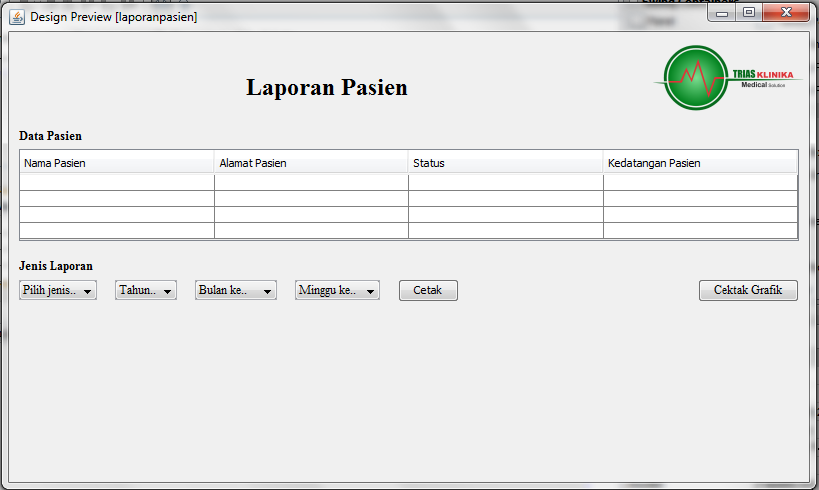 Design Preview [laporanpasien]
Laporan Pasien
TRIAS KLINIKA
Medical Solution
Data Pasien
Nama Pasien Alamat Pasien Status Kedatangan Pasien
Jenis Laporan
Pilih jenis.. Tahun.. Bulan ke.. Minggu ke.. Cetak Cektak Grafik